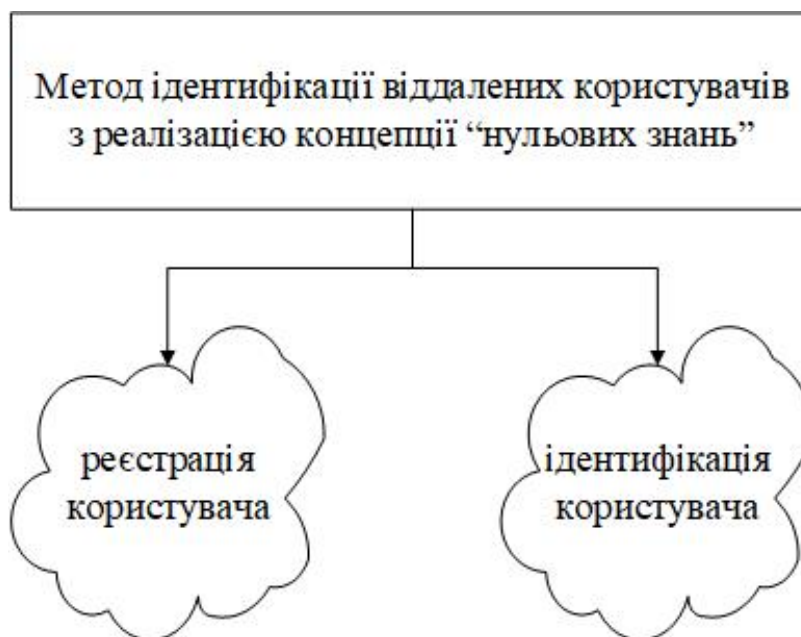 Метод ідентифікації віддалених користувачів
з реалізацією концепції “нульових знань”
реєстрація
користувача
ідентифікація
користувача